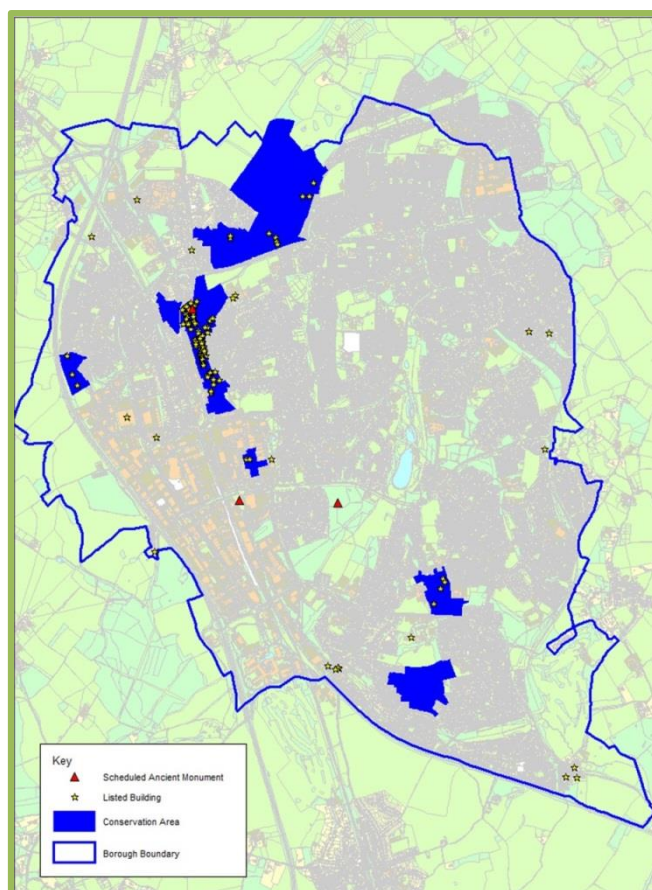 Key
Scheduled Ancient Monument
Listed Building
Conservation Area
Borough Boundary